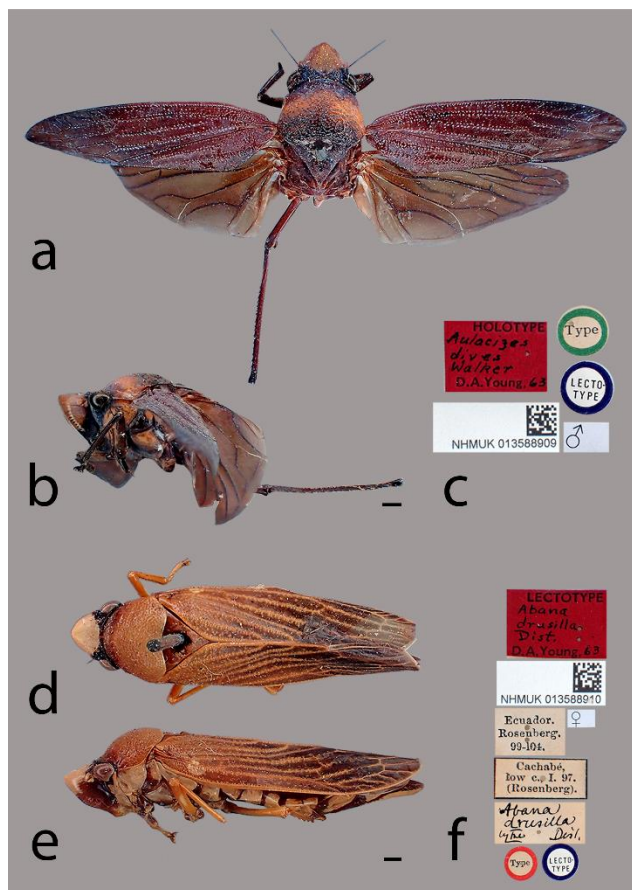 a
HOLOTYPE
Aulacizes
dives
Walker
D.A.Young. 63
Type
LECTO-
TYPE
NHMUK 013588909
♂
b
c
d
LECTOTYPE
Abana
drusilla
Dist.
D.A.Young. 63
NHMUK 013588910
Ecuador.
Rosenberg.
99-104.
♀
Cachabé,
low c., I. 97.
(Rosenberg).
Abana
drusilla
Dist.
Type
LECTO-
TYPE
e
f